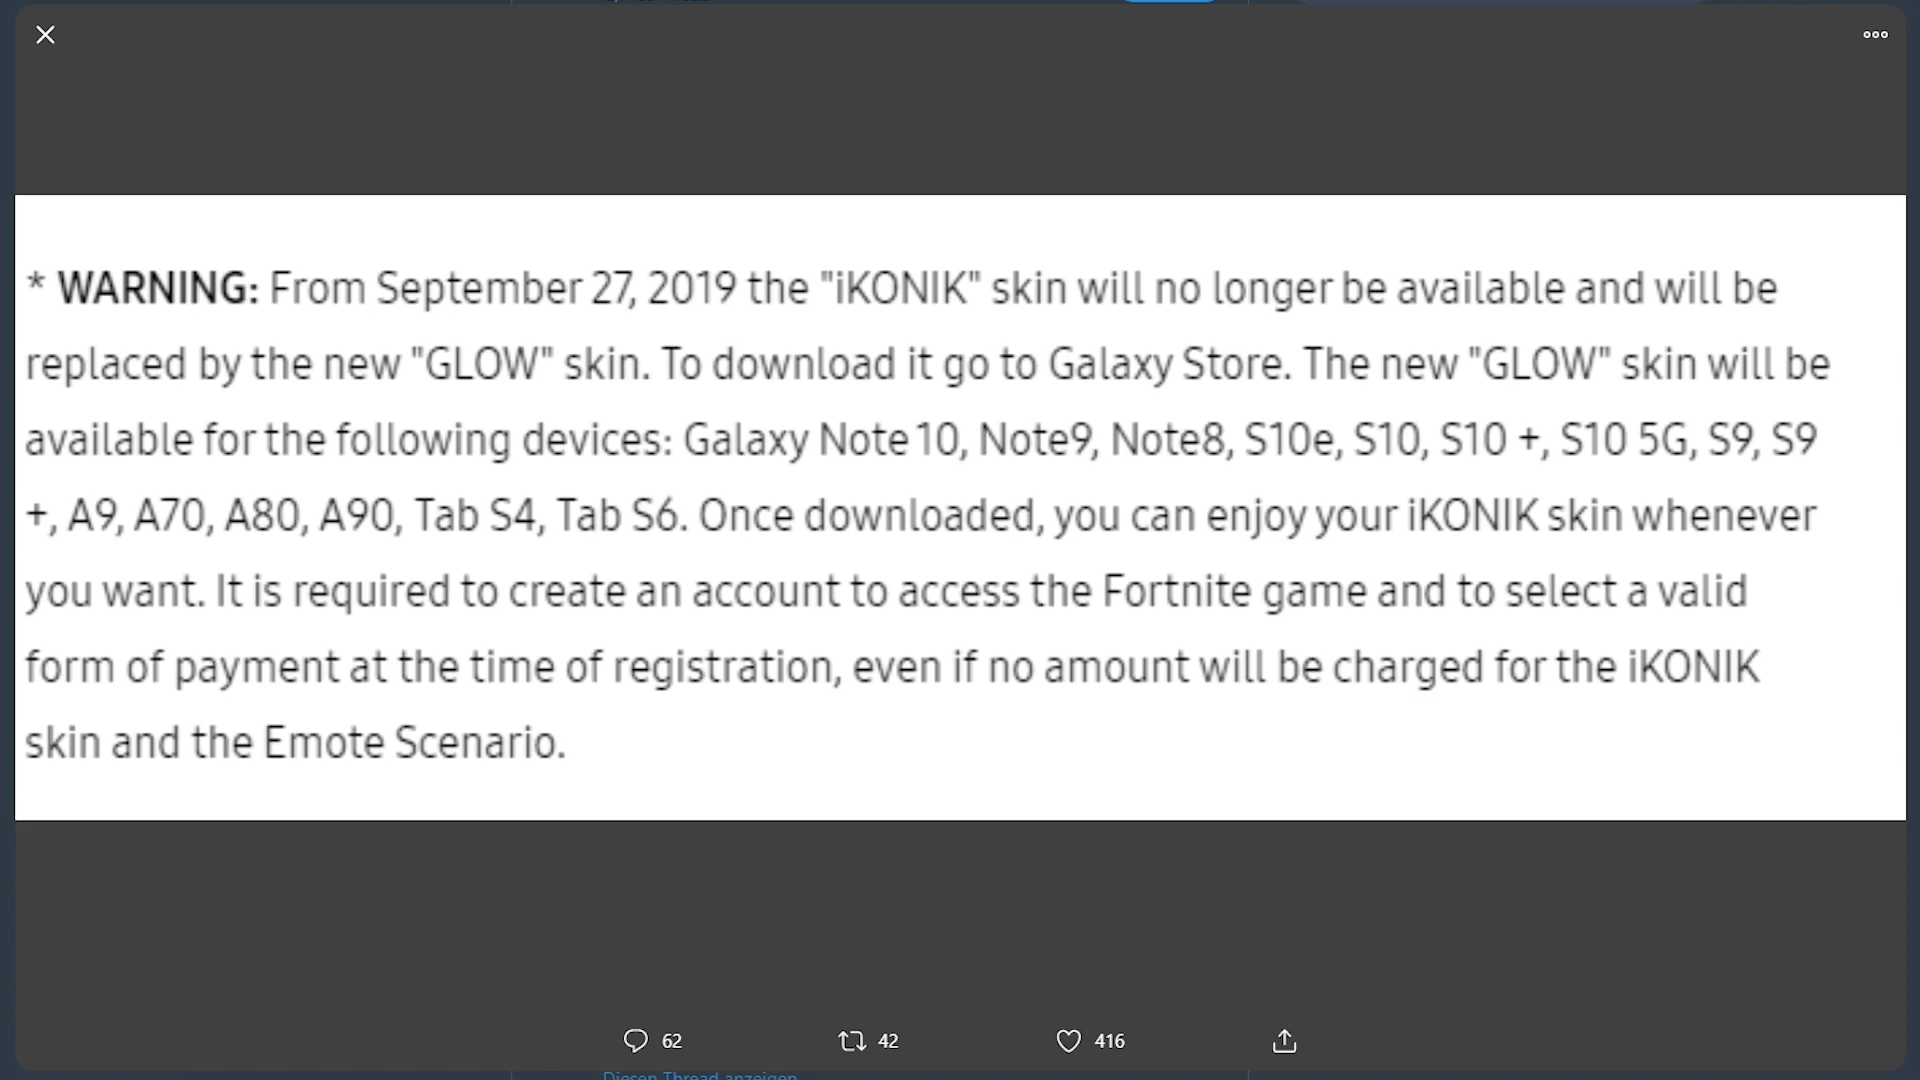 * WARNING: From September 27, 2019 the "iKONIK" skin will no longer be available and will be
replaced by the new "GLOW" skin. To download it go to Galaxy Store. The new "GLOW" skin will be
available for the following devices: Galaxy Note 10, Note9, Note8, S10e, S10, S10 +, S10 5G, S9, S9
+, A9, A70, A80, A90, Tab S4, Tab S6. Once downloaded, you can enjoy your iKONIK skin whenever
you want. It is required to create an account to access the Fortnite game and to select a valid
form of payment at the time of registration, even if no amount will be charged for the iKONIK
skin and the Emote Scenario.
62 42 416
Diesen Thread anzeigen